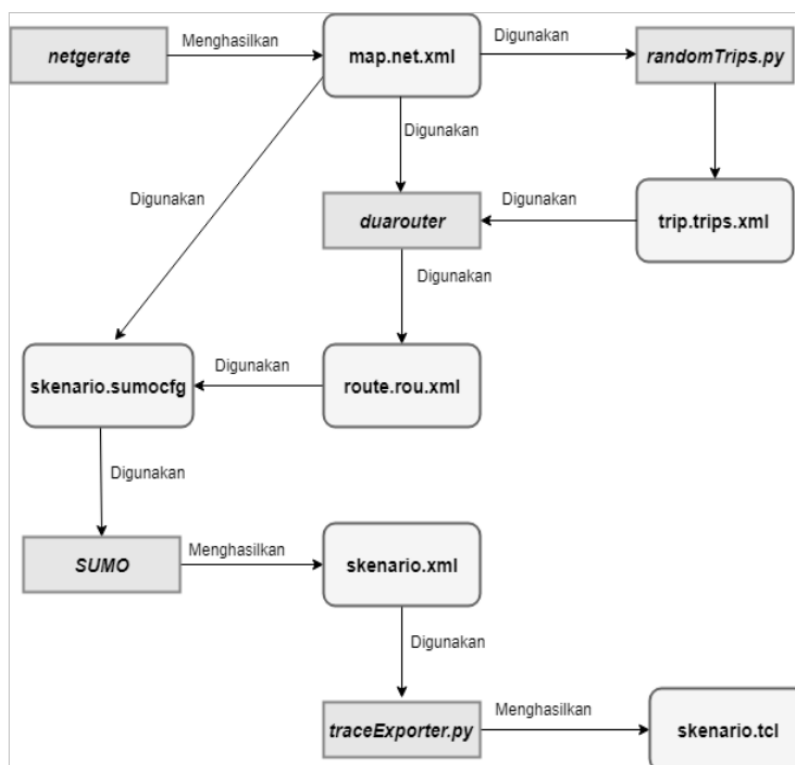 netgerate
Menghasilkan
map.net.xml
Digunakan
randomTrips.py
Digunakan
Digunakan
duarouter
Digunakan
trip.trips.xml
Digunakan
skenario.sumocfg
Digunakan
route.rou.xml
Digunakan
SUMO
Menghasilkan
skenario.xml
Digunakan
traceExporter.py
Menghasilkan
skenario.tcl